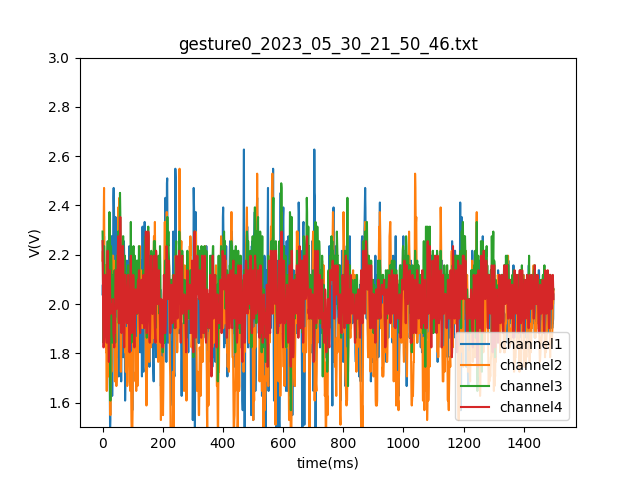 gesture0_2023_05_30_21_50_46.txt
3.0
2.8
2.6
2.4
2.2
2.0
1.8
1.6
V(V)
channel1
channel2
channel3
channel4
0 200 400 600 800 1000 1200 1400
time(ms)